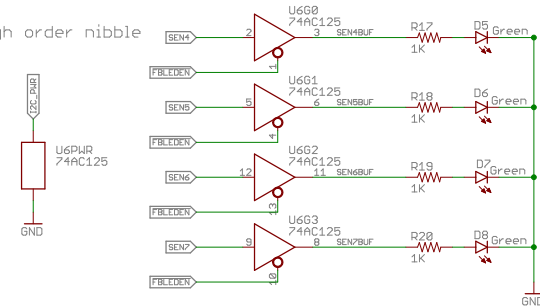 gh order nibble
I2C_PWR
U6PWR
74AC125
GND
U6G0
74AC125
SEN4
2
3
SEN4BUF
R17
1K
D5
Green
FBLEDEN
1
U6G1
74AC125
SEN5
5
6
SEN5BUF
R18
1K
D6
Green
FBLEDEN
4
U6G2
74AC125
SEN6
12
11
SEN6BUF
R19
1K
D7
Green
FBLEDEN
13
U6G3
74AC125
SEN7
9
8
SEN7BUF
R20
1K
D8
Green
FBLEDEN
10
GND